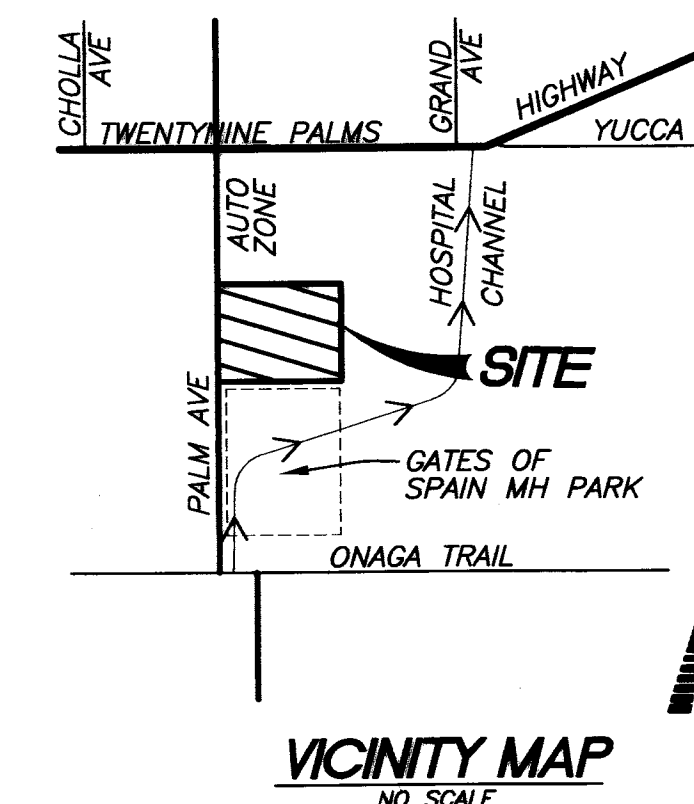 CHOLLA
AVE
GRAND
AVE
HIGHWAY
TWENTYNINE PALMS
YUCCA
AUTO
ZONE
HOSPITAL
CHANNEL
SITE
PALM AVE
GATES OF
SPAIN MH PARK
ONAGA TRAIL
VICINITY MAP
NO SCALE